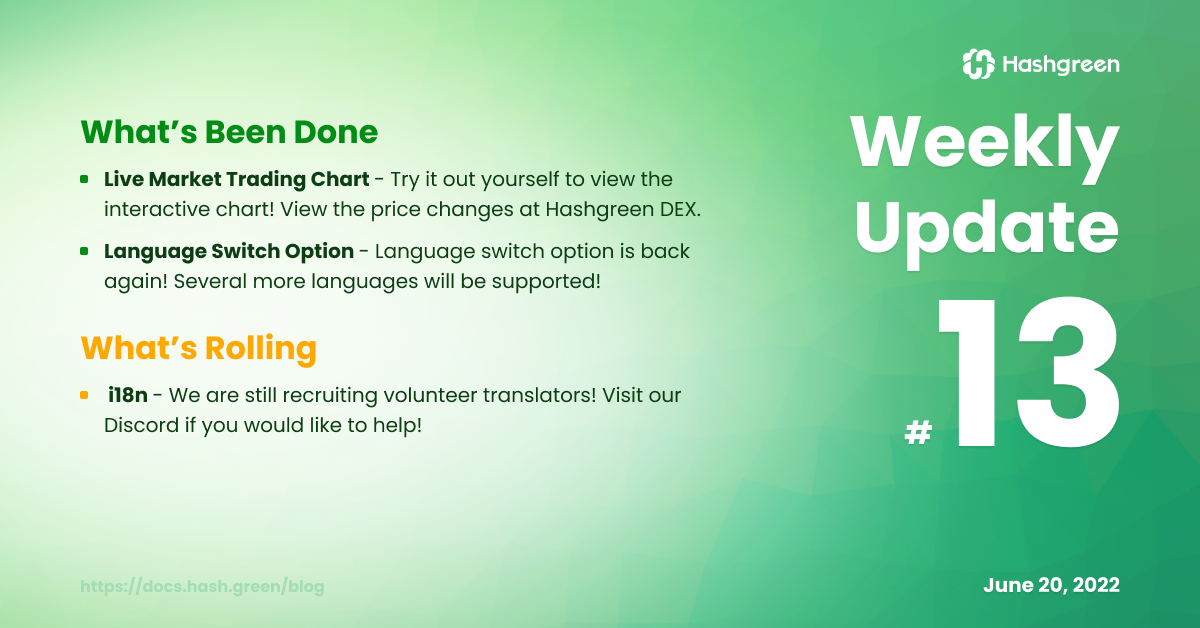 Hashgreen
Weekly
Update
#13
What’s Been Done
Live Market Trading Chart - Try it out yourself to view the
interactive chart! View the price changes at Hashgreen DEX.
Language Switch Option - Language switch option is back
again! Several more languages will be supported!
What’s Rolling
i18n - We are still recruiting volunteer translators! Visit our
Discord if you would like to help!
https://docs.hash.green/blog
June 20, 2022